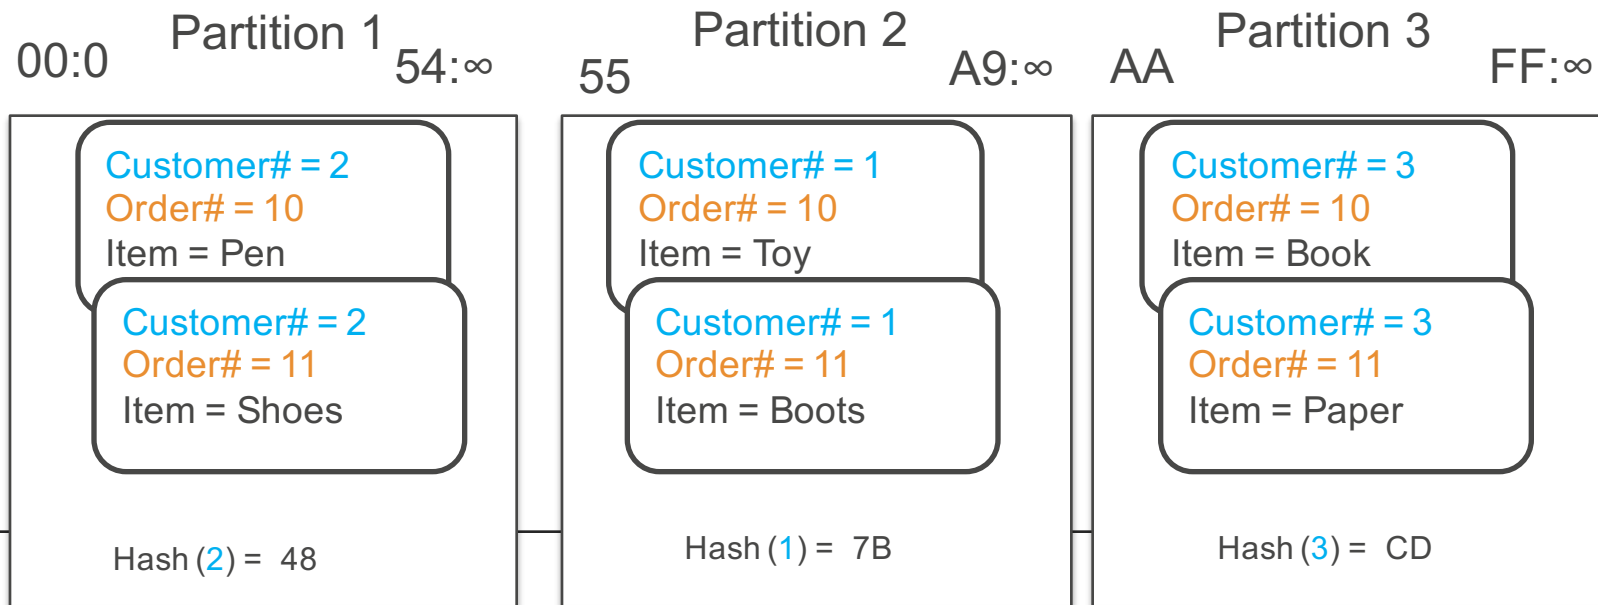 Partition 1
00:0
54:∞
Customer# = 2
Order# = 10
Item = Pen
Customer# = 2
Order# = 11
Item = Shoes
Hash (2) = 48
Partition 2
55
A9:∞
Customer# = 1
Order# = 10
Item = Toy
Customer# = 1
Order# = 11
Item = Boots
Hash (1) = 7B
Partition 3
AA
FF:∞
Customer# = 3
Order# = 10
Item = Book
Customer# = 3
Order# = 11
Item = Paper
Hash (3) = CD